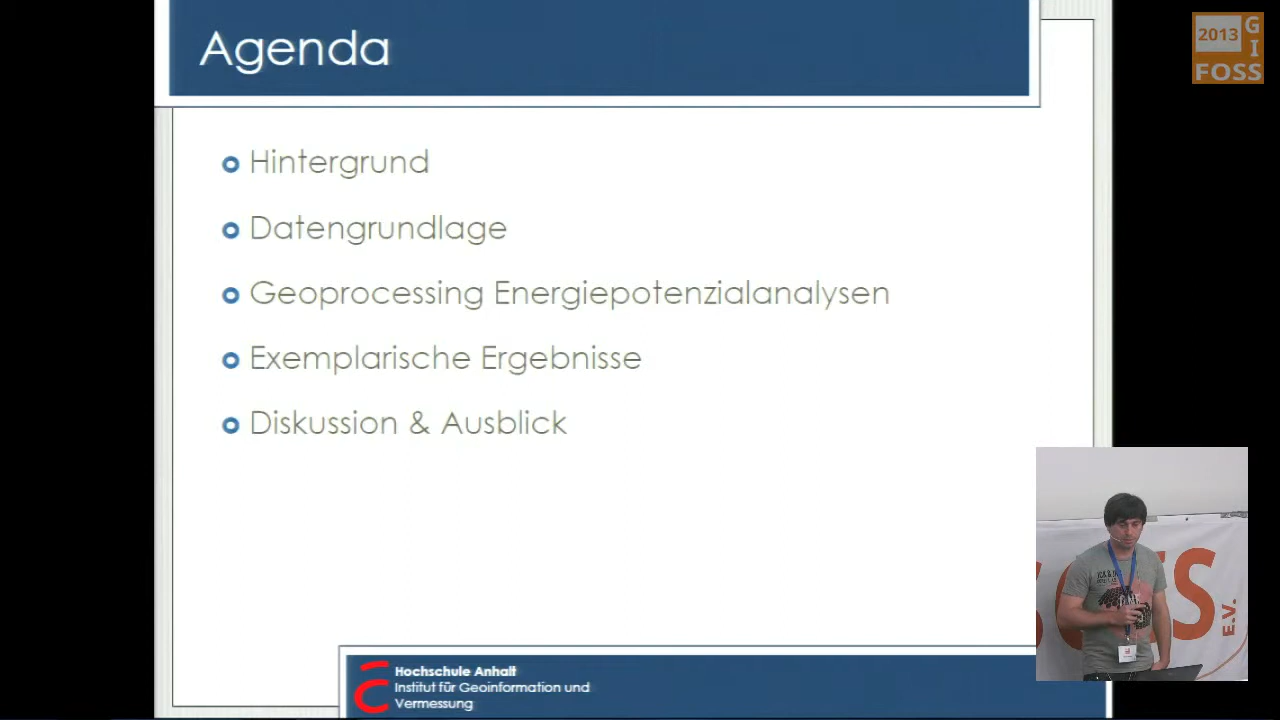 Agenda
2013
G
I
FOSS
Hintergrund
Datengrundlage
Geoprocessing Energiepotenzialanalysen
Exemplarische Ergebnisse
Diskussion & Ausblick
E.V.
Hochschule Anhalt
Institut für Geoinformation und
Vermessung